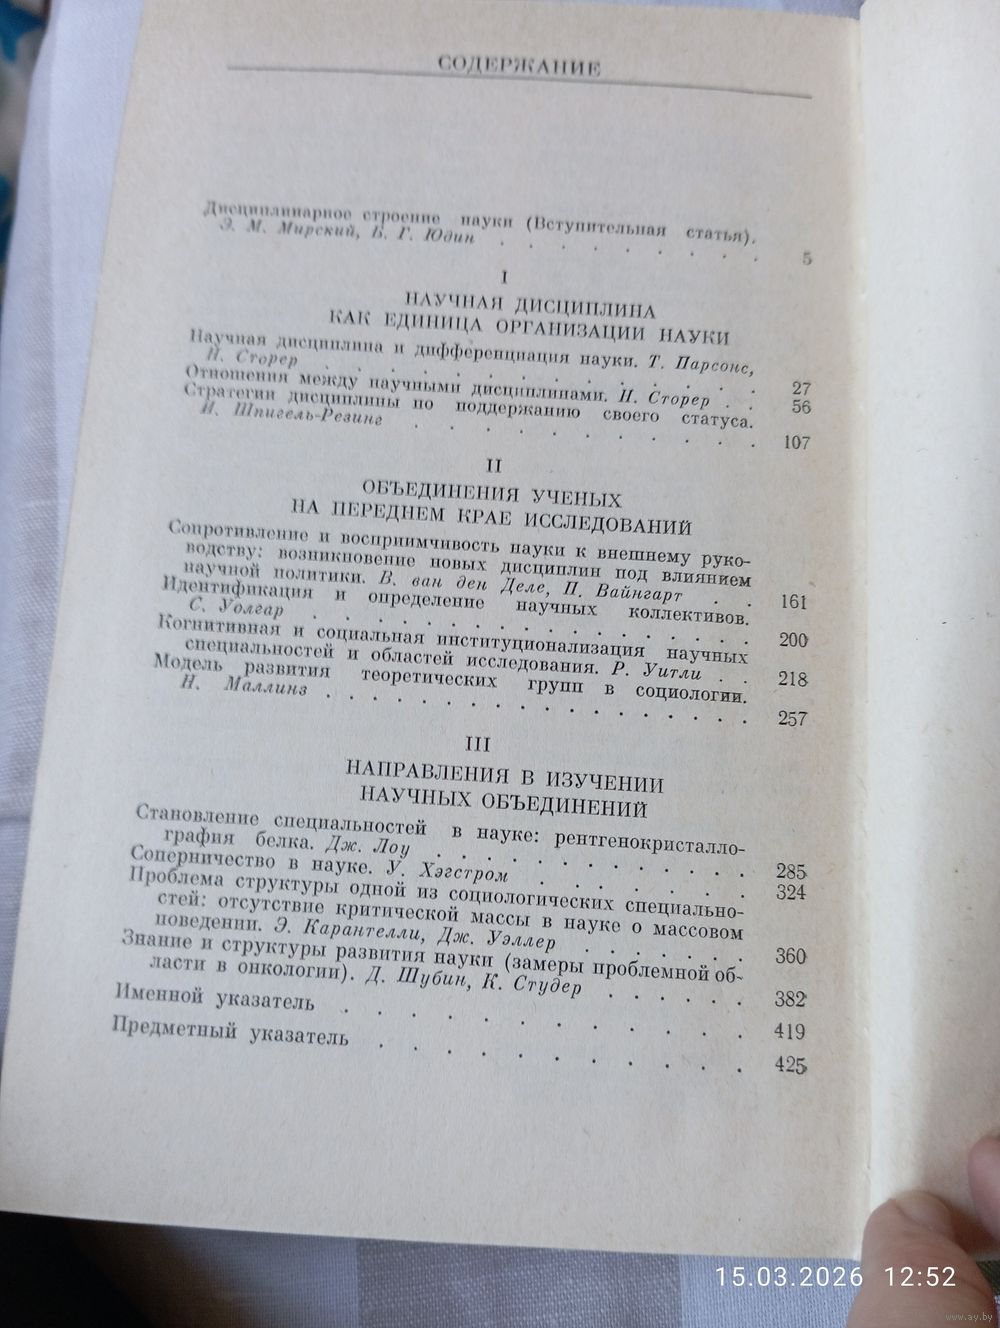 СОДЕРЖАНИЕ
Дисциплинарное строение науки (Вступительная статья).
Э. М. Мирский, Б. Г. Юдин . . . . . . . 5
I
НАУЧНАЯ ДИСЦИПЛИНА
КАК ЕДИНИЦА ОРГАНИЗАЦИИ НАУКИ
Научная дисциплина и дифференциация науки. Т. Парсонс,
Н. Сторер . . . . . . . . . . . . 27
Отношения между научными дисциплинами. Н. Сторер . . 56
Стратегии дисциплины по поддержанию своего статуса.
И. Шпигель-Резинг . . . . . . . . . . 107
II
ОБЪЕДИНЕНИЯ УЧЕНЫХ
НА ПЕРЕДНЕМ КРАЕ ИССЛЕДОВАНИЙ
Сопротивление и восприимчивость науки к внешнему руко-
водству: возникновение новых дисциплин под влиянием
научной политики. В. ван ден Деле, П. Вайнгарт . . 161
Идентификация и определение научных коллективов.
С. Уолгар . . . . . . . . . . . . . . . 200
Когнитивная и социальная институционализация научных
специальностей и областей исследования. Р. Уитли . . 218
Модель развития теоретических групп в социологии.
Н. Маллинз . . . . . . . . . . . . . . . 257
III
НАПРАВЛЕНИЯ В ИЗУЧЕНИИ
НАУЧНЫХ ОБЪЕДИНЕНИЙ
Становление специальностей в науке: рентгенокристалло-
графия белка. Дж. Лоу . . . . . . . . . . 285
Соперничество в науке. У. Хэгстром . . . . . . 324
Проблема структуры одной из социологических специально-
стей: отсутствие критической массы в науке о массовом
поведении. Э. Карантелли, Дж. Уэллер . . . . . . 360
Знание и структуры развития науки (замеры проблемной об-
ласти в онкологии). Д. Шубин, К. Студер . . . . . . 382
Именной указатель . . . . . . . . . . . . 419
Предметный указатель . . . . . . . . . . . 425
15.03.2026 12:52
www.ay.by